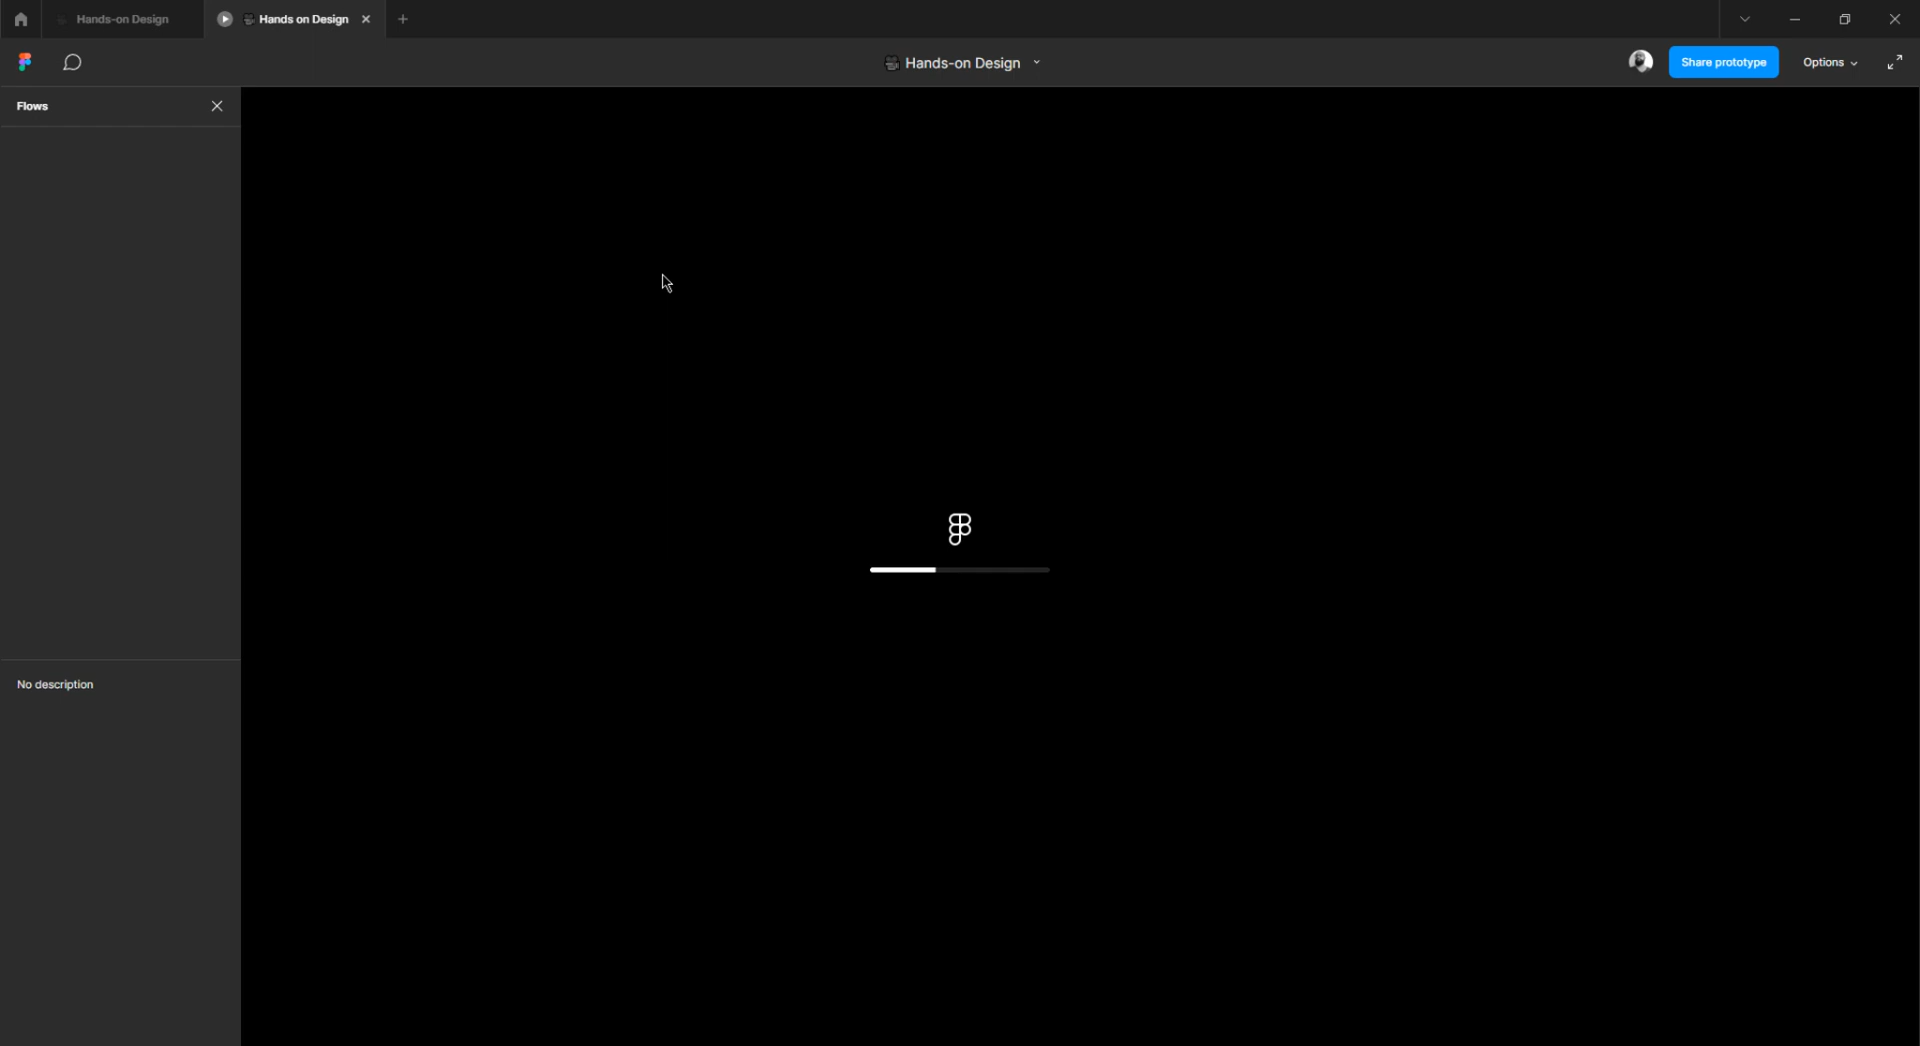 Hands-on Design
Hands on Design
Hands-on Design
Share prototype
Options
Flows
No description